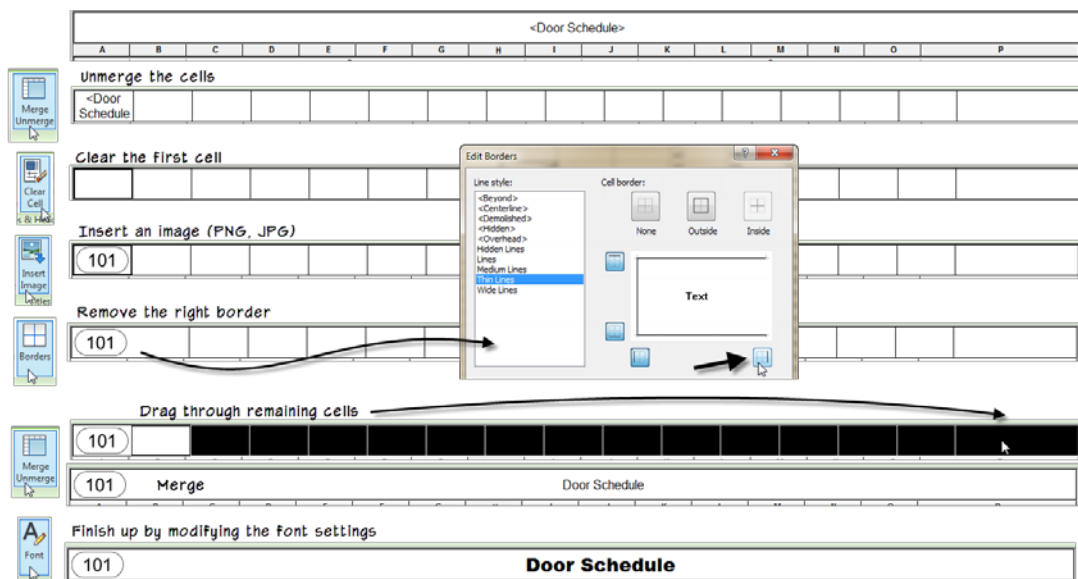 <Door Schedule>
A B C D E F G H I J K L M N O P
Unmerge the cells
Merge
Unmerge
<Door
Schedule
Clear the first cell
Clear
Cell
Insert an image (PNG, JPG)
Insert
Image
Titles
101
Remove the right border
Borders
101
Edit Borders
?
Line style:
<Beyond>
<Centerline>
<Demolished>
<Hidden>
<Overhead>
Hidden Lines
Lines
Medium Lines
Thin Lines
Wide Lines
Cell border:
None Outside Inside
Text
Drag through remaining cells
Merge
Unmerge
101
101 Merge Door Schedule
Finish up by modifying the font settings
A
Font
101 Door Schedule